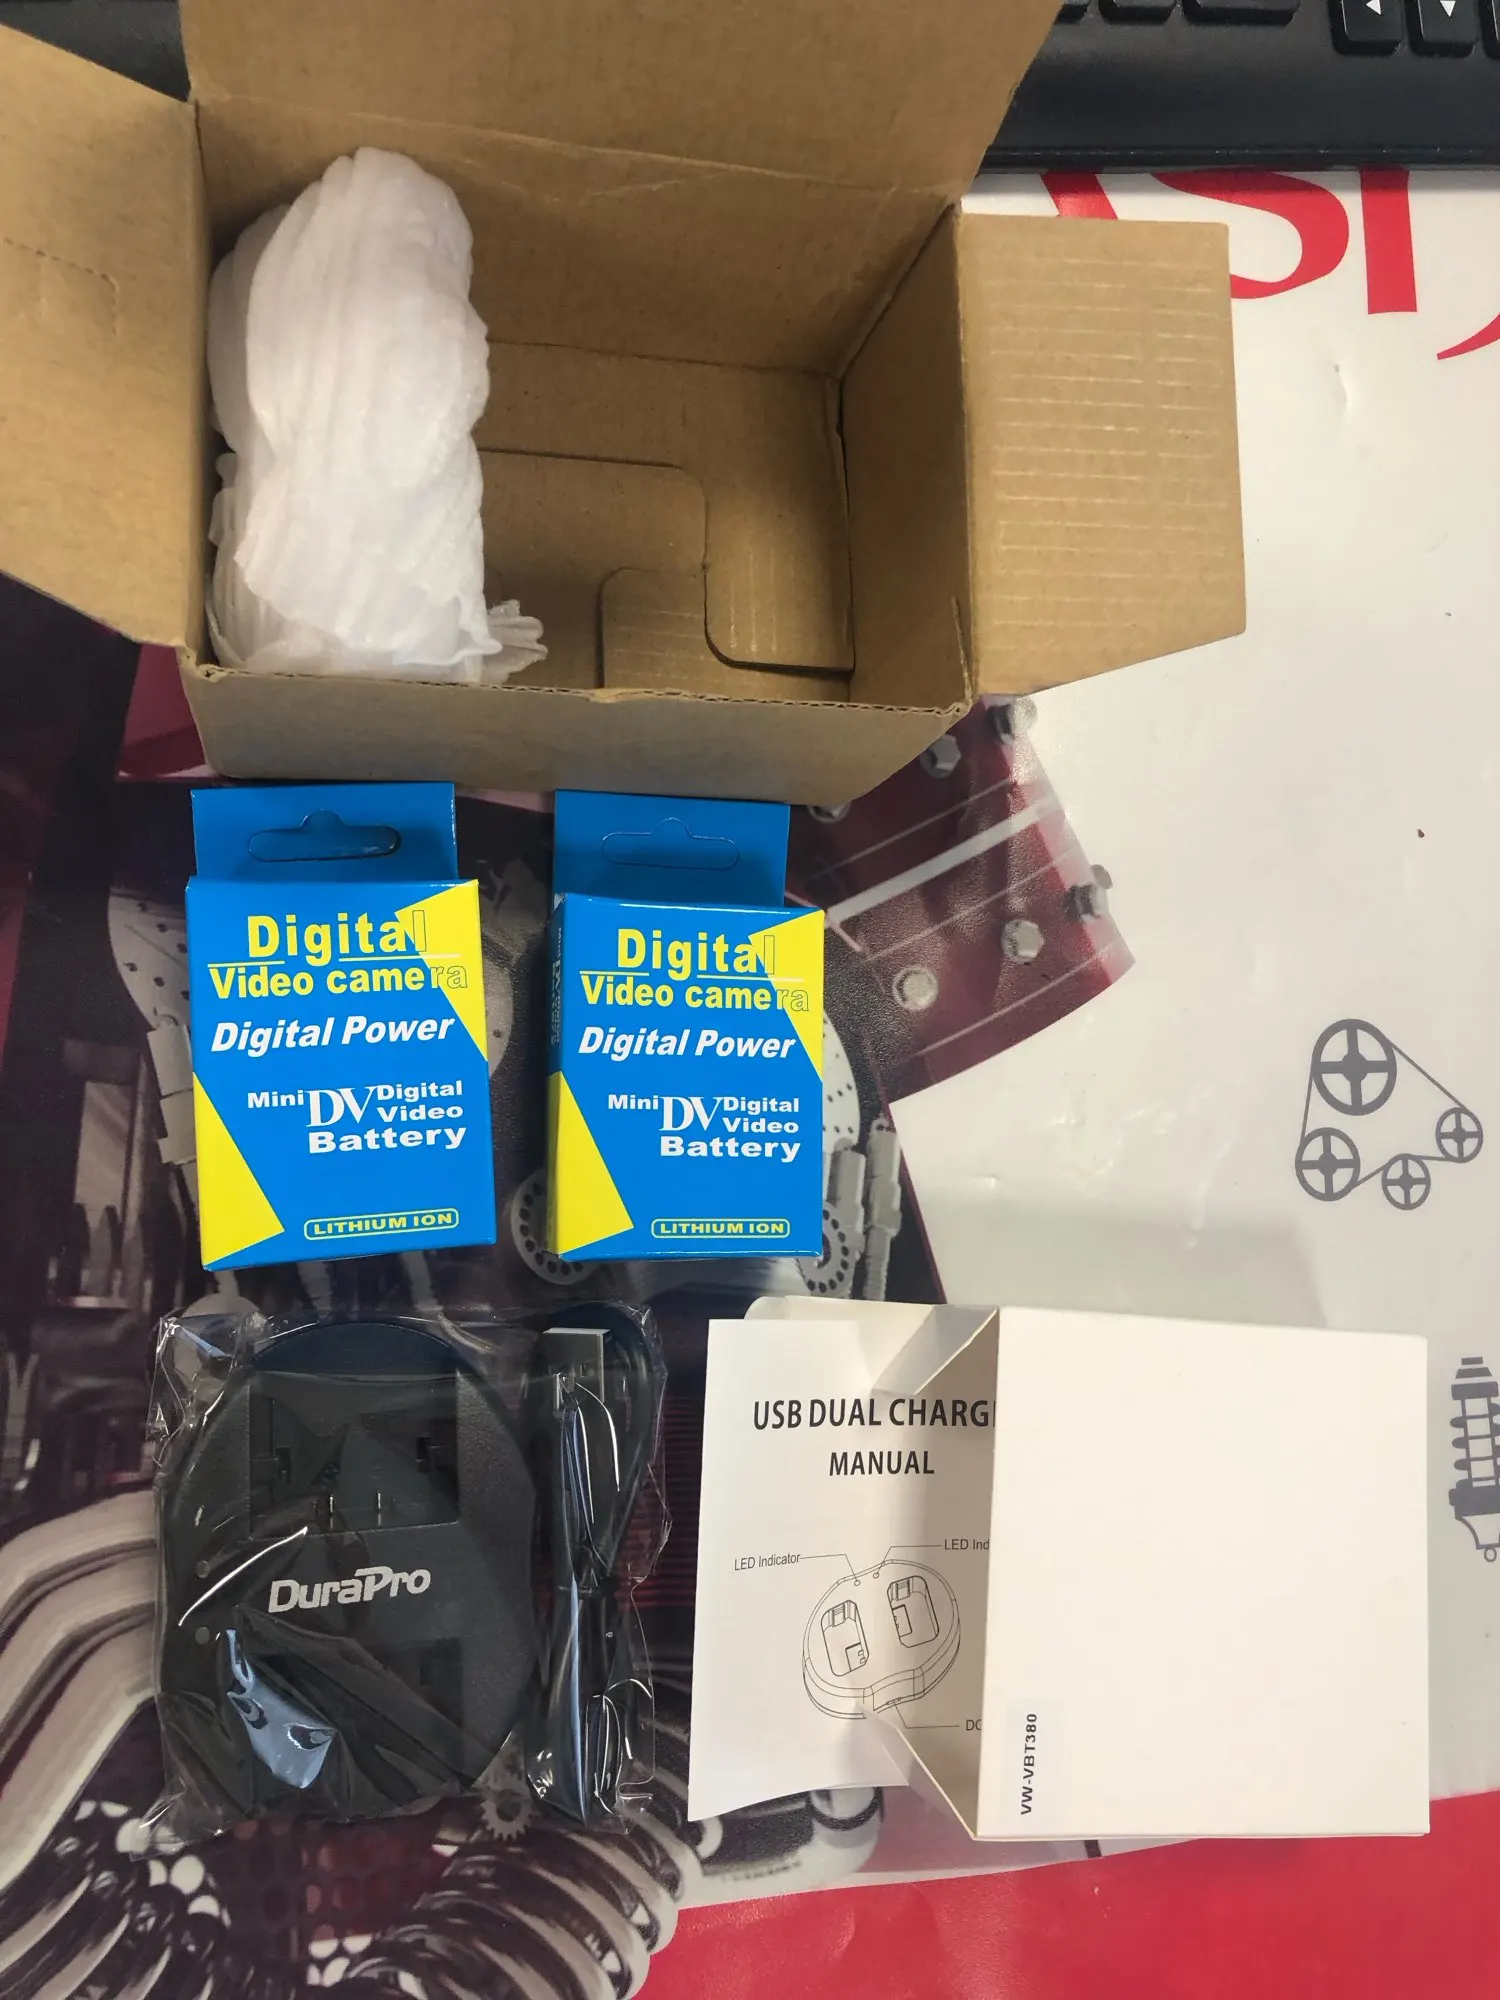 Digital
Video camera
Digital Power
Mini DV Digital
Video
Battery
LITHIUM ION
Digital
Video camera
Digital Power
Mini DV Digital
Video
Battery
LITHIUM ION
DuraPro
USB DUAL CHARG
MANUAL
LED Indicator
LED Ind
DC
VW-VBT380